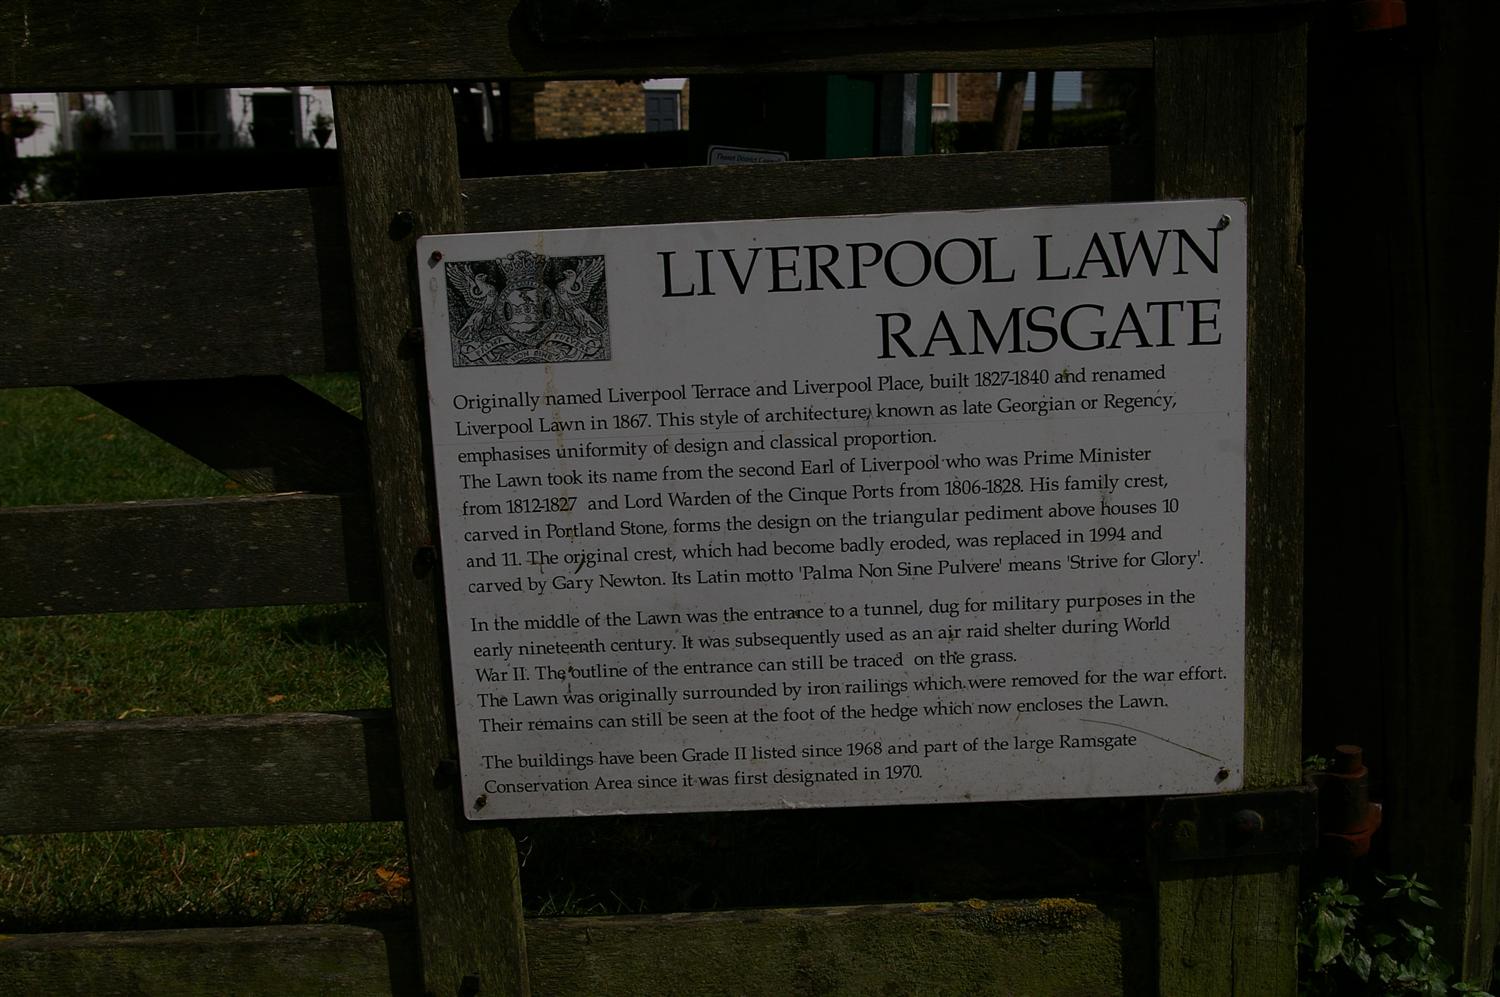 Thanet District Council
LIVERPOOL LAWN
RAMSGATE
Originally named Liverpool Terrace and Liverpool Place, built 1827-1840 and renamed
Liverpool Lawn in 1867. This style of architecture, known as late Georgian or Regency,
emphasises uniformity of design and classical proportion.
The Lawn took its name from the second Earl of Liverpool who was Prime Minister
from 1812-1827 and Lord Warden of the Cinque Ports from 1806-1828. His family crest,
carved in Portland Stone, forms the design on the triangular pediment above houses 10
and 11. The original crest, which had become badly eroded, was replaced in 1994 and
carved by Gary Newton. Its Latin motto 'Palma Non Sine Pulvere' means 'Strive for Glory'.
In the middle of the Lawn was the entrance to a tunnel, dug for military purposes in the
early nineteenth century. It was subsequently used as an air raid shelter during World
War II. The outline of the entrance can still be traced on the grass.
The Lawn was originally surrounded by iron railings which were removed for the war effort.
Their remains can still be seen at the foot of the hedge which now encloses the Lawn.
The buildings have been Grade II listed since 1968 and part of the large Ramsgate
Conservation Area since it was first designated in 1970.